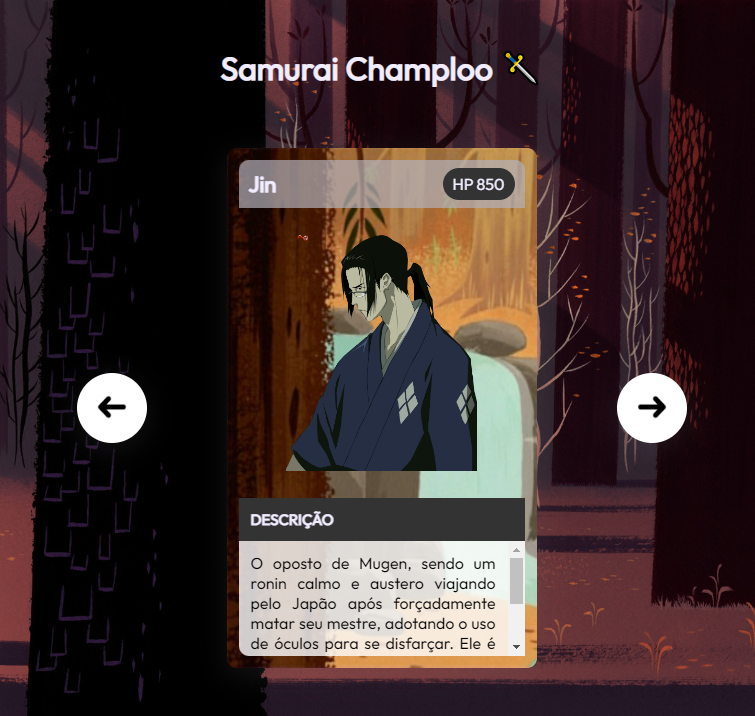 Samurai Champloo
Jin
HP 850
DESCRIÇÃO
O oposto de Mugen, sendo um
ronin calmo e austero viajando
pelo Japão após forçadamente
matar seu mestre, adotando o uso
de óculos para se disfarçar. Ele é